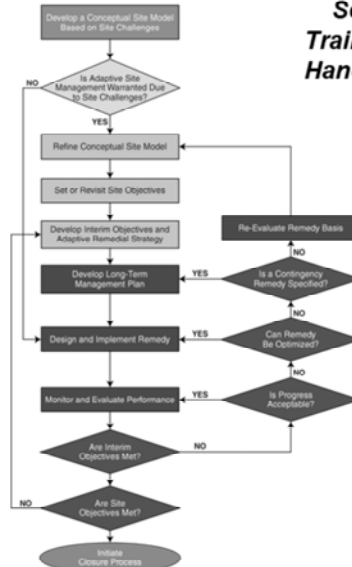 Develop a Conceptual Site Model
Based on Site Challenges
NO
Is Adaptive Site
Management Warranted Due
to Site Challenges?
YES
Refine Conceptual Site Model
Set or Revisit Site Objectives
Develop Interim Objectives and
Adaptive Remedial Strategy
Re-Evaluate Remedy Basis
NO
Develop Long-Term
Management Plan
YES
Is a Contingency
Remedy Specified?
NO
Design and Implement Remedy
YES
Can Remedy
Be Optimized?
NO
Monitor and Evaluate Performance
YES
Is Progress
Acceptable?
Are Interim
Objectives Met?
NO
NO
Are Site
Objectives Met?
Initiate
Closure Process